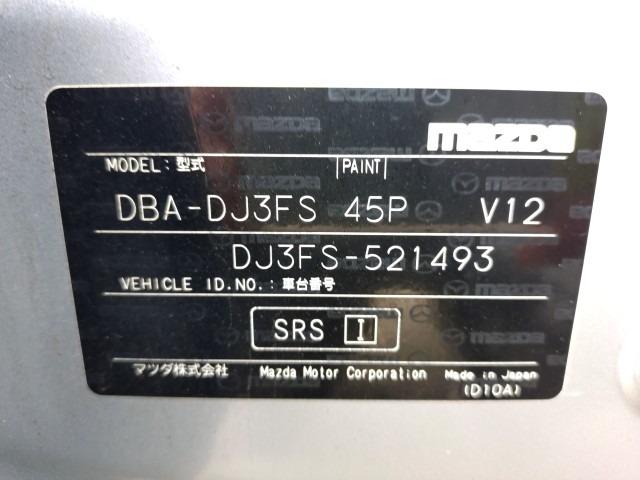 mazda
MODEL: 型式 |PAINT|
DBA-DJ3FS 45P V12
DJ3FS-521493
VEHICLE ID.NO.: 車台番号
SRS I
マツダ株式会社 Mazda Motor Corporation Made in Japan
(D10A)